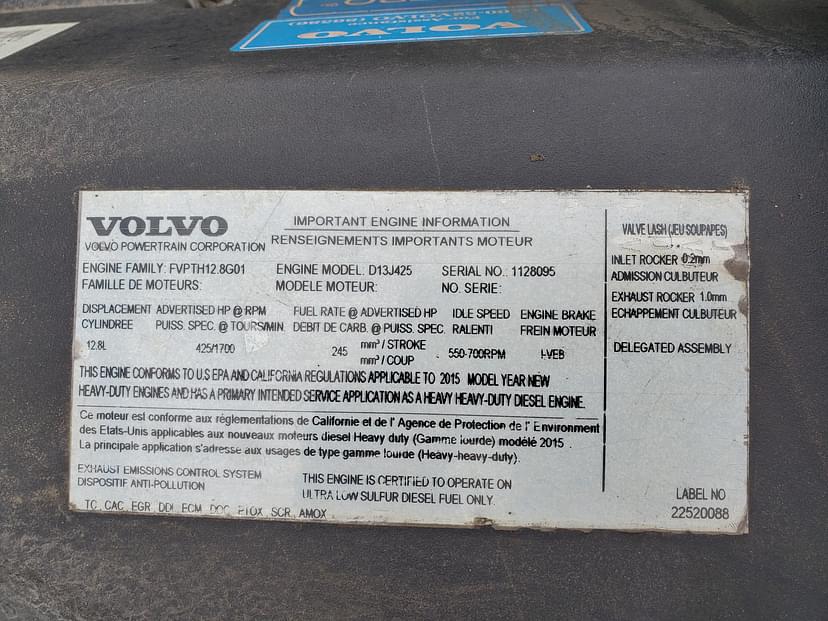 VOLVO
VOLVO
VOLVO POWERTRAIN CORPORATION
IMPORTANT ENGINE INFORMATION
RENSEIGNEMENTS IMPORTANTS MOTEUR
ENGINE FAMILY: FVPTH12.8G01 ENGINE MODEL: D13J425 SERIAL NO.: 1128095
FAMILLE DE MOTEURS: MODELE MOTEUR: NO. SERIE:
DISPLACEMENT ADVERTISED HP @ RPM FUEL RATE @ ADVERTISED HP IDLE SPEED ENGINE BRAKE
CYLINDREE PUISS. SPEC. @ TOURS/MIN. DEBIT DE CARB. @ PUISS. SPEC. RALENTI FREIN MOTEUR
12.8L 425/1700 245 mm³ / STROKE 550-700RPM I-VEB
mm³ / COUP
THIS ENGINE CONFORMS TO U.S EPA AND CALIFORNIA REGULATIONS APPLICABLE TO 2015 MODEL YEAR NEW
HEAVY-DUTY ENGINES AND HAS A PRIMARY INTENDED SERVICE APPLICATION AS A HEAVY HEAVY-DUTY DIESEL ENGINE.
Ce moteur est conforme aux réglementations de Californie et de l' Agence de Protection de l' Environment
des Etats-Unis applicables aux nouveaux moteurs diesel Heavy duty (Gamme lourde) modélé 2015 .
La principale application s'adresse aux usages de type gamme lourde (Heavy-heavy-duty).
EXHAUST EMISSIONS CONTROL SYSTEM
DISPOSITIF ANTI-POLLUTION
THIS ENGINE IS CERTIFIED TO OPERATE ON
ULTRA LOW SULFUR DIESEL FUEL ONLY.
TC, CAC, EGR, DDI, ECM, DOC, PTOX, SCR, AMOX
VALVE LASH (JEU SOUPAPES)
INLET ROCKER 0.2mm
ADMISSION CULBUTEUR
EXHAUST ROCKER 1.0mm
ECHAPPEMENT CULBUTEUR
DELEGATED ASSEMBLY
LABEL NO
22520088